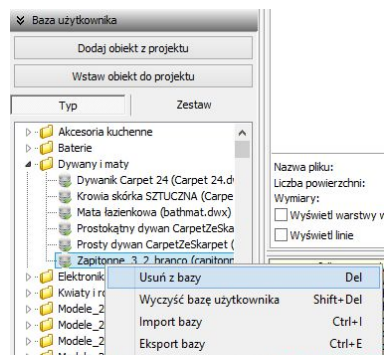 Baza użytkownika
Dodaj obiekt z projektu
Wstaw obiekt do projektu
Typ Zestaw
Akcesoria kuchenne
Baterie
Dywany i maty
Dywanik Carpet 24 (Carpet 24.d
Krowia skórka SZTUCZNA (Carpe
Mata łazienkowa (bathmat.dwx)
Prostokątny dywan CarpetZeSka
Prosty dywan CarpetZeSkarpet (
Zapitonne_3_2_branco (capitonn
Elektronik
Kwiaty i ro
Modele_2
Modele_2
Modele_2
Nazwa pliku:
Liczba powierzchni:
Wymiary:
Wyświetl warstwy w
Wyświetl linie
Usuń z bazy Del
Wyczyść bazę użytkownika Shift+Del
Import bazy Ctrl+I
Eksport bazy Ctrl+E